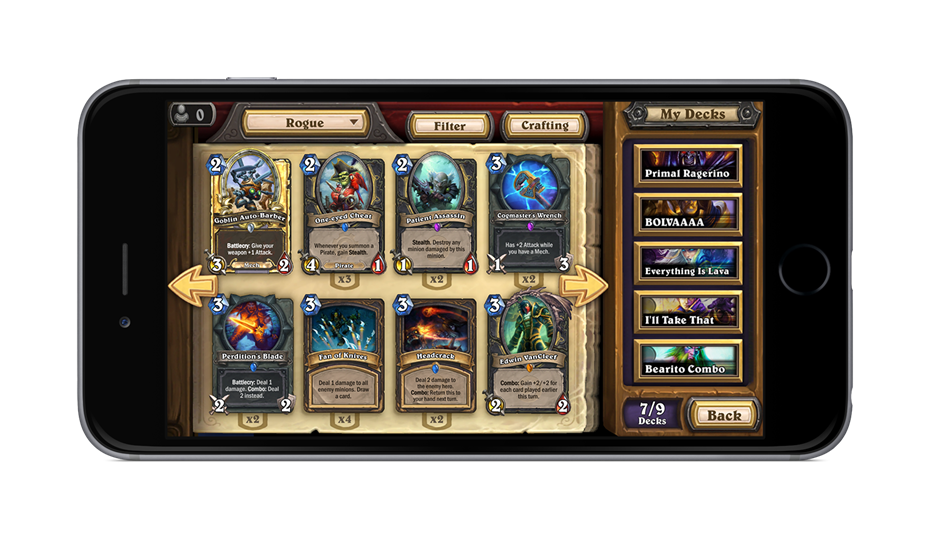 0
Rogue
Filter
Crafting
My Decks
2
Goblin Auto-Barber
Battlecry: Give your
weapon +1 Attack.
3
Mech
2
2
One-eyed Cheat
Whenever you summon a
Pirate, gain Stealth.
4
Pirate
1
x3
2
Patient Assassin
Stealth. Destroy any
minion damaged by this
minion.
1
1
x2
3
Cogmaster's Wrench
Has +2 Attack while
you have a Mech.
1
3
x2
3
Perdition's Blade
Battlecry: Deal 1
damage. Combo: Deal
2 instead.
2
2
x2
3
Fan of Knives
Deal 1 damage to all
enemy minions. Draw
a card.
x4
3
Headcrack
Deal 2 damage to
the enemy hero.
Combo: Return this to
your hand next turn.
x2
3
Edwin VanCleef
Combo: Gain +2/+2 for
each card played earlier
this turn.
2
2
Primal Ragerino
BOLVAAAA
Everything Is Lava
I'll Take That
Bearito Combo
7/9
Decks
Back